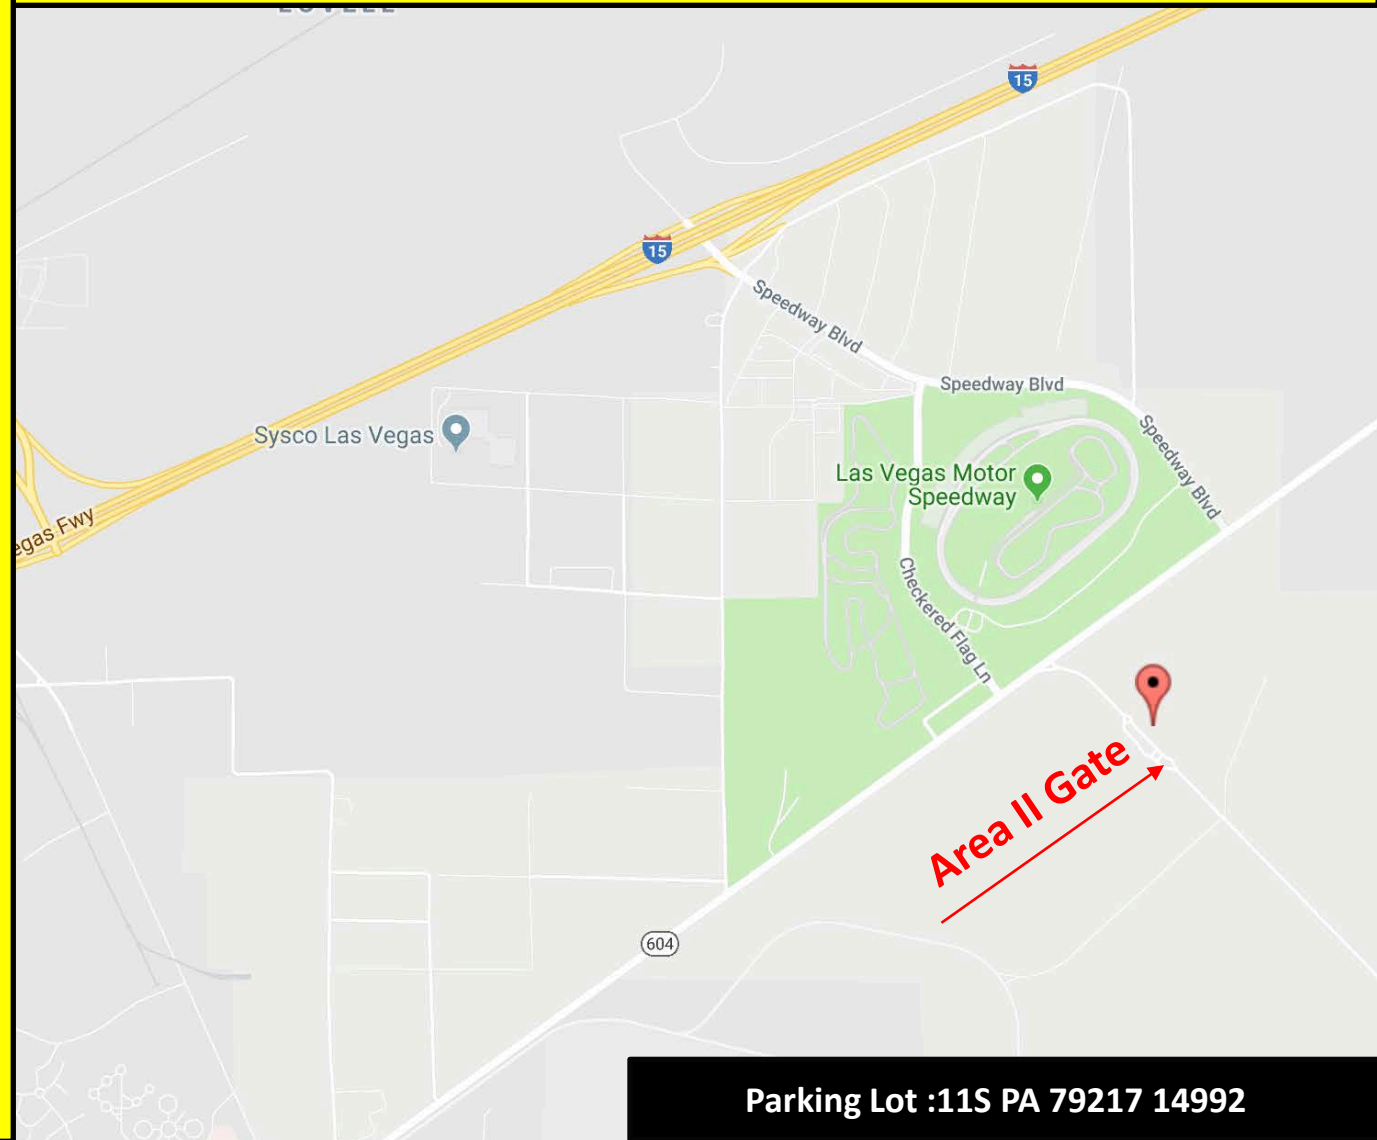 15
15
Speedway Blvd
Speedway Blvd
Speedway Blvd
Sysco Las Vegas
Las Vegas Motor
Speedway
egas Fwy
Checkered Flag Ln
Area II Gate
604
Parking Lot :11S PA 79217 14992